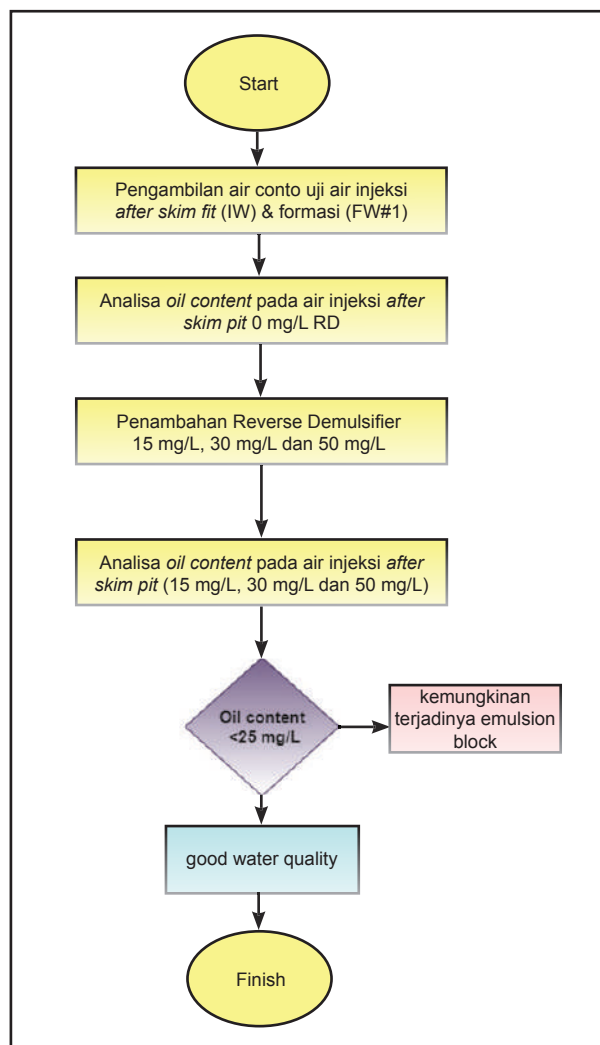 Start
Pengambilan air conto uji air injeksi
after skim fit (IW) & formasi (FW#1)
Analisa oil content pada air injeksi after
skim pit 0 mg/L RD
Penambahan Reverse Demulsifier
15 mg/L, 30 mg/L dan 50 mg/L
Analisa oil content pada air injeksi after
skim pit (15 mg/L, 30 mg/L dan 50 mg/L)
Oil content
<25 mg/L
kemungkinan
terjadinya emulsion
block
good water quality
Finish